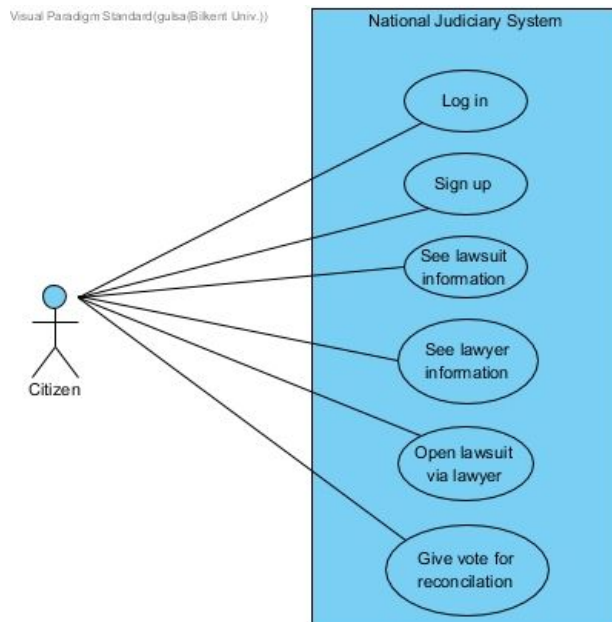 Visual Paradigm Standard(gulsa(Bilkent Univ.))
National Judiciary System
Log in
Sign up
See lawsuit
information
See lawyer
information
Citizen
Open lawsuit
via lawyer
Give vote for
reconcilation